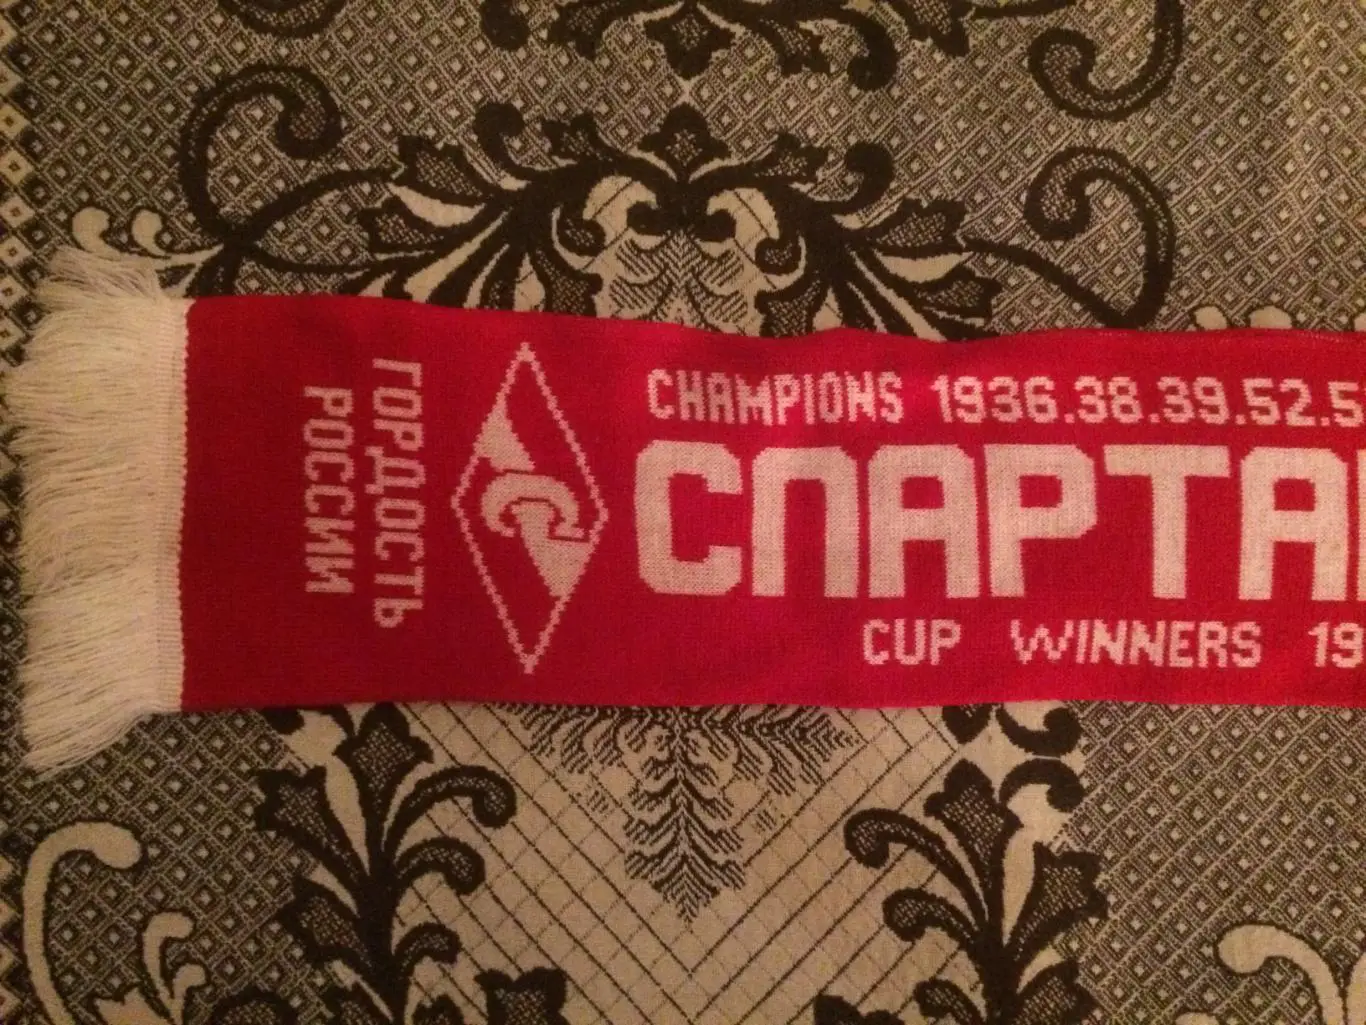 ГОРДОСТЬ
РОССИИ
С
CHAMPIONS 1936.38.39.52.5
СПАРТА
CUP WINNERS 19